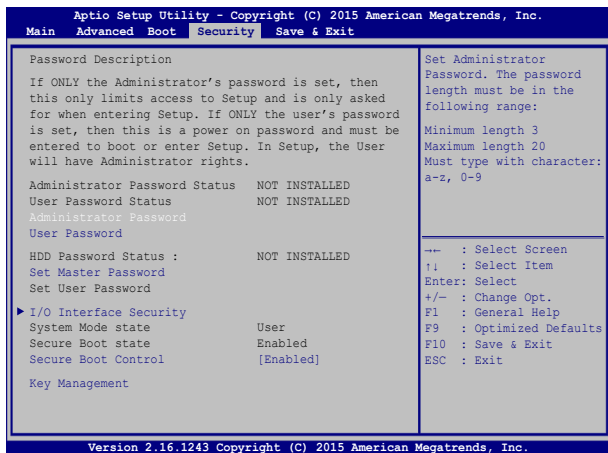 Aptio Setup Utility - Copyright (C) 2015 American Megatrends, Inc.
Main Advanced Boot Security Save & Exit
Password Description
If ONLY the Administrator's password is set, then
this only limits access to Setup and is only asked
for when entering Setup. If ONLY the user's password
is set, then this is a power on password and must be
entered to boot or enter Setup. In Setup, the User
will have Administrator rights.
Administrator Password Status NOT INSTALLED
User Password Status NOT INSTALLED
Administrator Password
User Password
HDD Password Status : NOT INSTALLED
Set Master Password
Set User Password
I/O Interface Security
System Mode state User
Secure Boot state Enabled
Secure Boot Control [Enabled]
Key Management
Set Administrator
Password. The password
length must be in the
following range:
Minimum length 3
Maximum length 20
Must type with character:
a-z, 0-9
→← : Select Screen
↑↓ : Select Item
Enter: Select
+/— : Change Opt.
F1 : General Help
F9 : Optimized Defaults
F10 : Save & Exit
ESC : Exit
Version 2.16.1243 Copyright (C) 2015 American Megatrends, Inc.